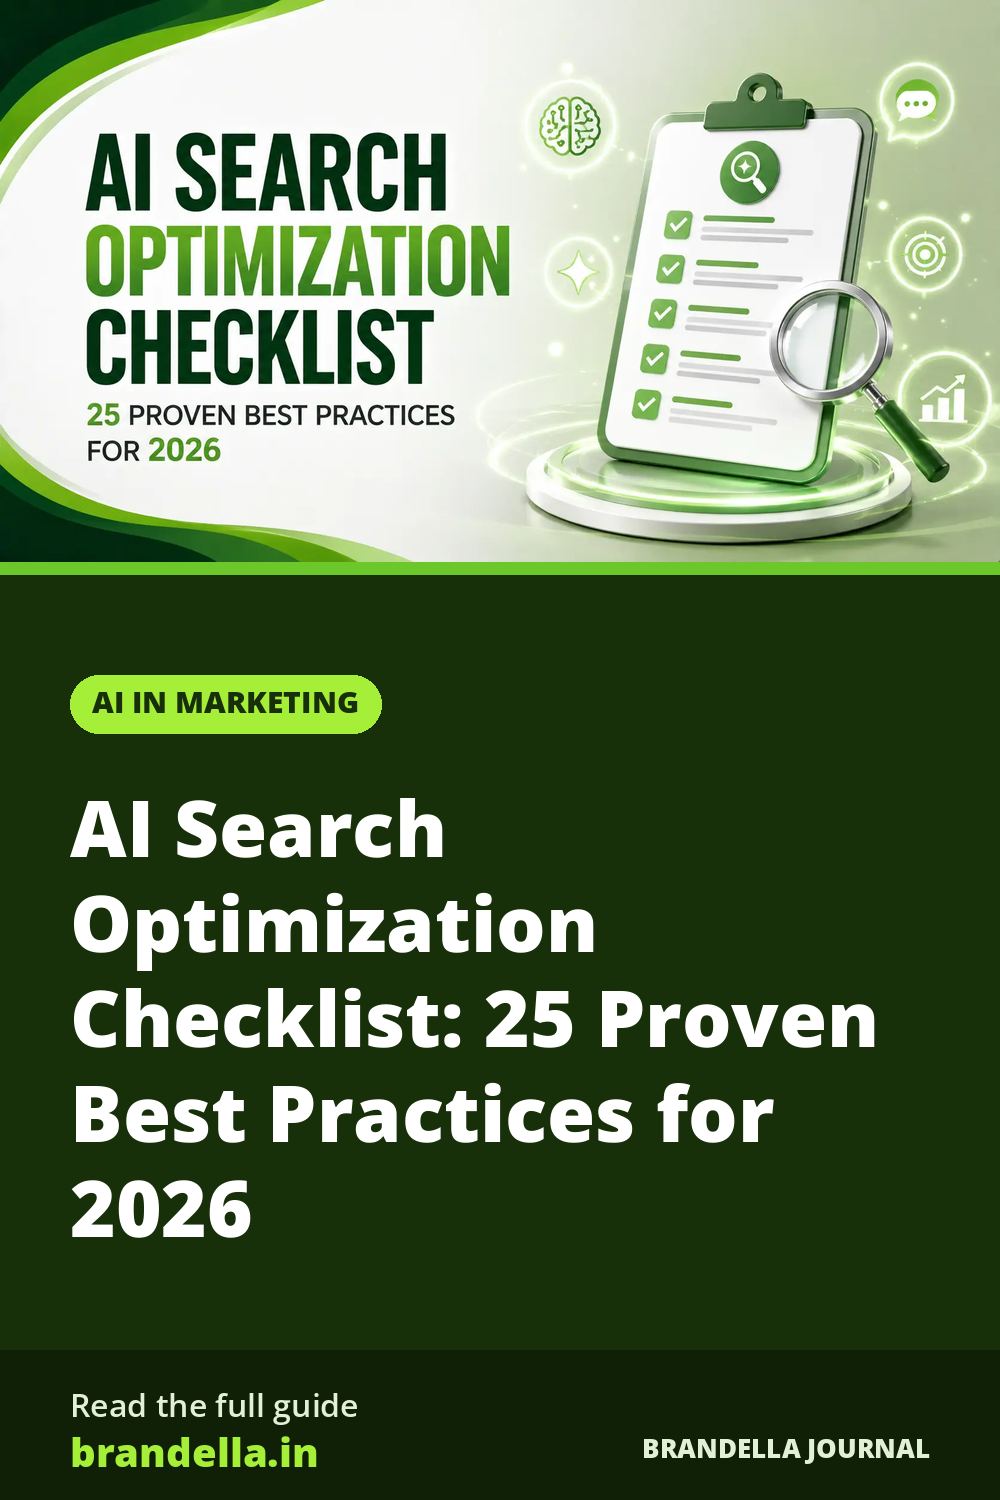 AI SEARCH
OPTIMIZATION
CHECKLIST
25 PROVEN BEST PRACTICES
FOR 2026
AI IN MARKETING
AI Search
Optimization
Checklist: 25 Proven
Best Practices for
2026
Read the full guide
brandella.in
BRANDELLA JOURNAL